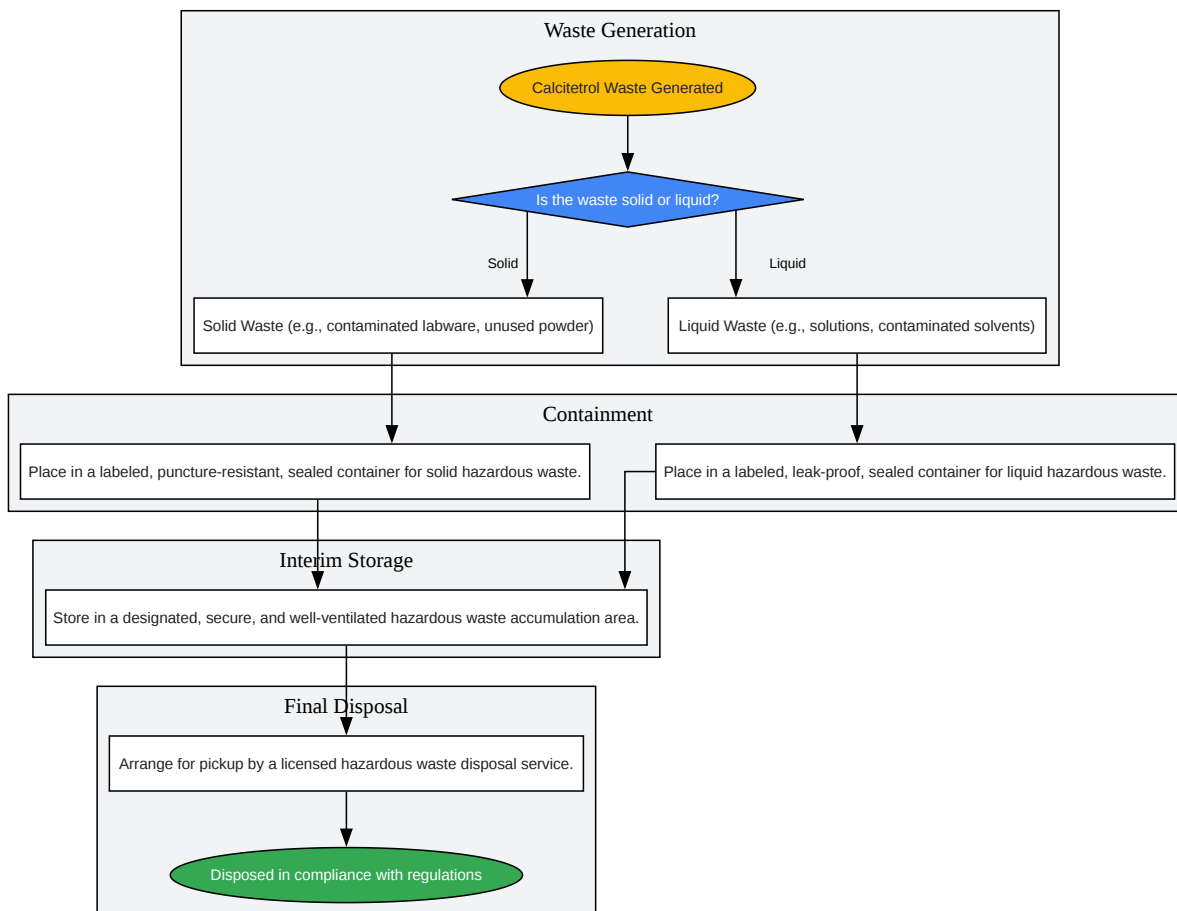 Waste Generation
Calcitetrol Waste Generated
Is the waste solid or liquid?
Solid
Liquid
Solid Waste (e.g., contaminated labware, unused powder)
Liquid Waste (e.g., solutions, contaminated solvents)
Containment
Place in a labeled, puncture-resistant, sealed container for solid hazardous waste.
Place in a labeled, leak-proof, sealed container for liquid hazardous waste.
Interim Storage
Store in a designated, secure, and well-ventilated hazardous waste accumulation area.
Final Disposal
Arrange for pickup by a licensed hazardous waste disposal service.
Disposed in compliance with regulations